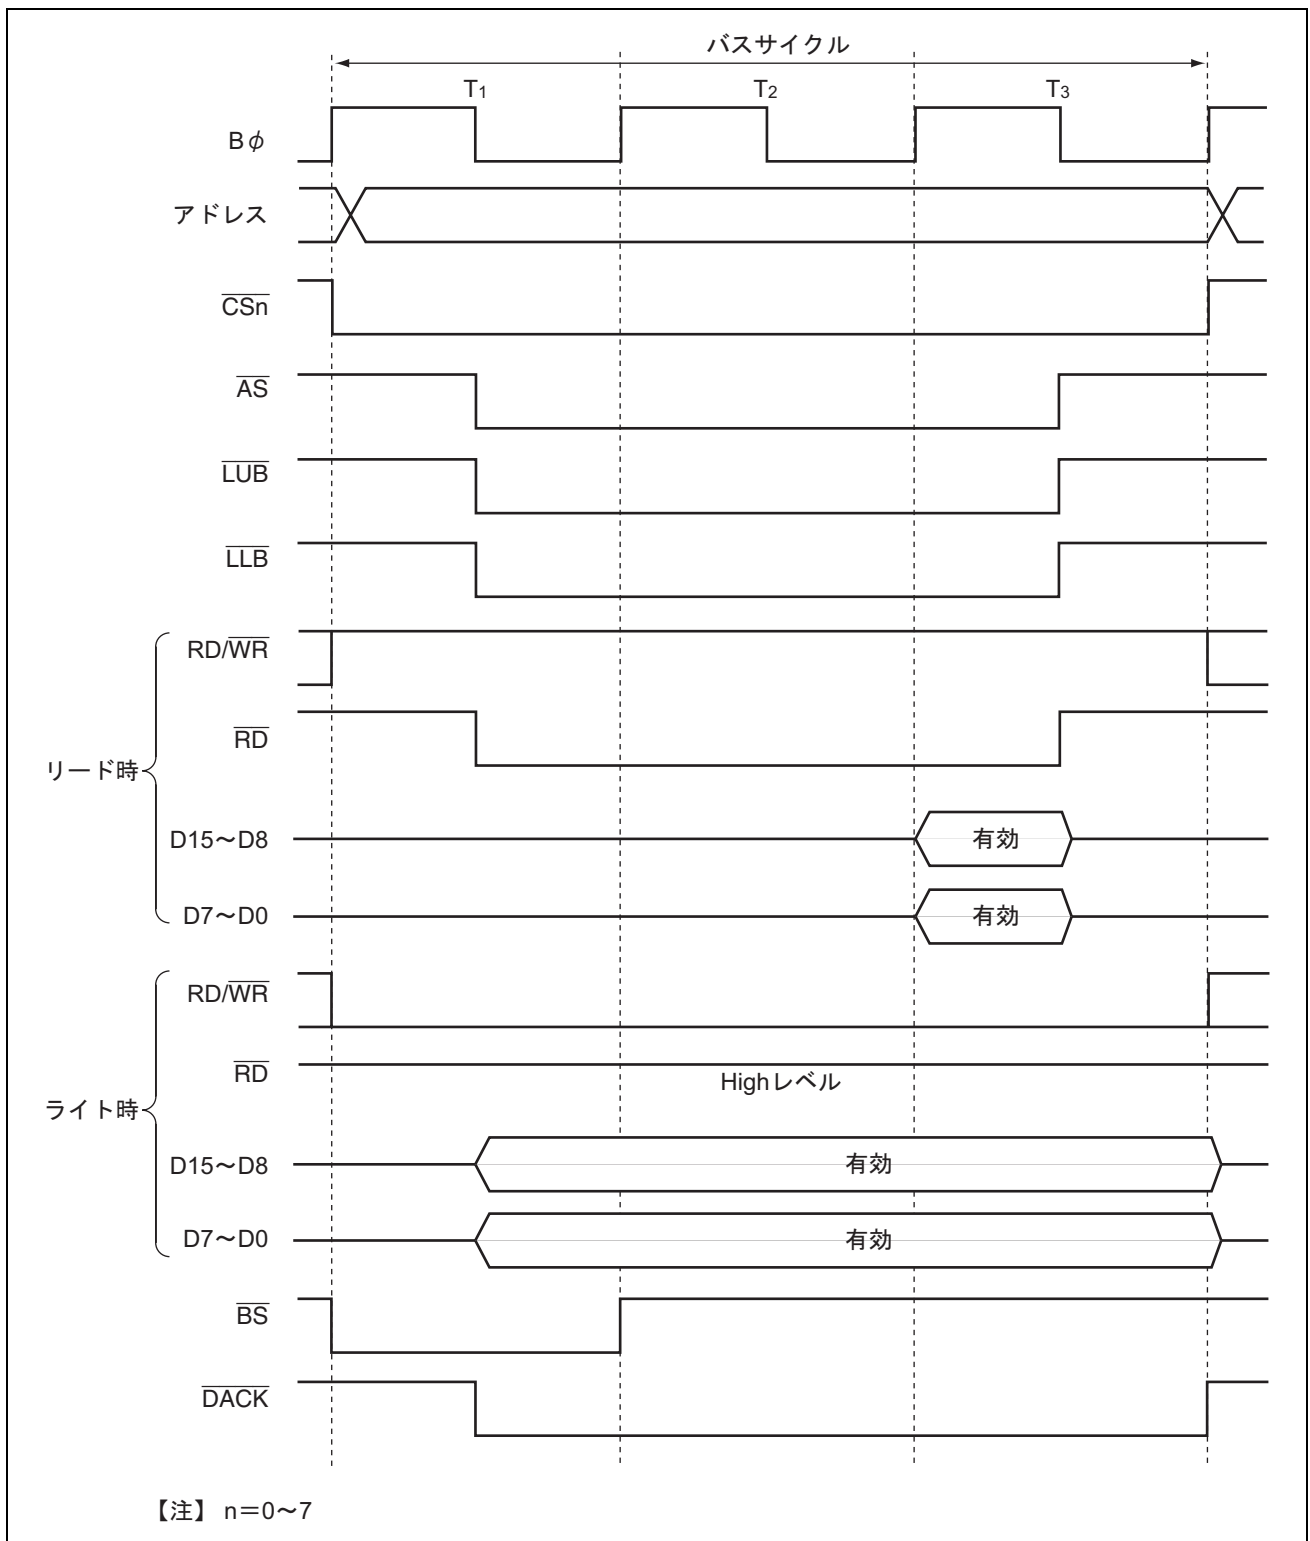 バスサイクル
T1
T2
T3
Bφ
アドレス
CSn
AS
LUB
LLB
リード時
RD/WR
RD
D15～D8
有効
D7～D0
有効
ライト時
RD/WR
RD
Highレベル
D15～D8
有効
D7～D0
有効
BS
DACK
【注】 n＝0～7